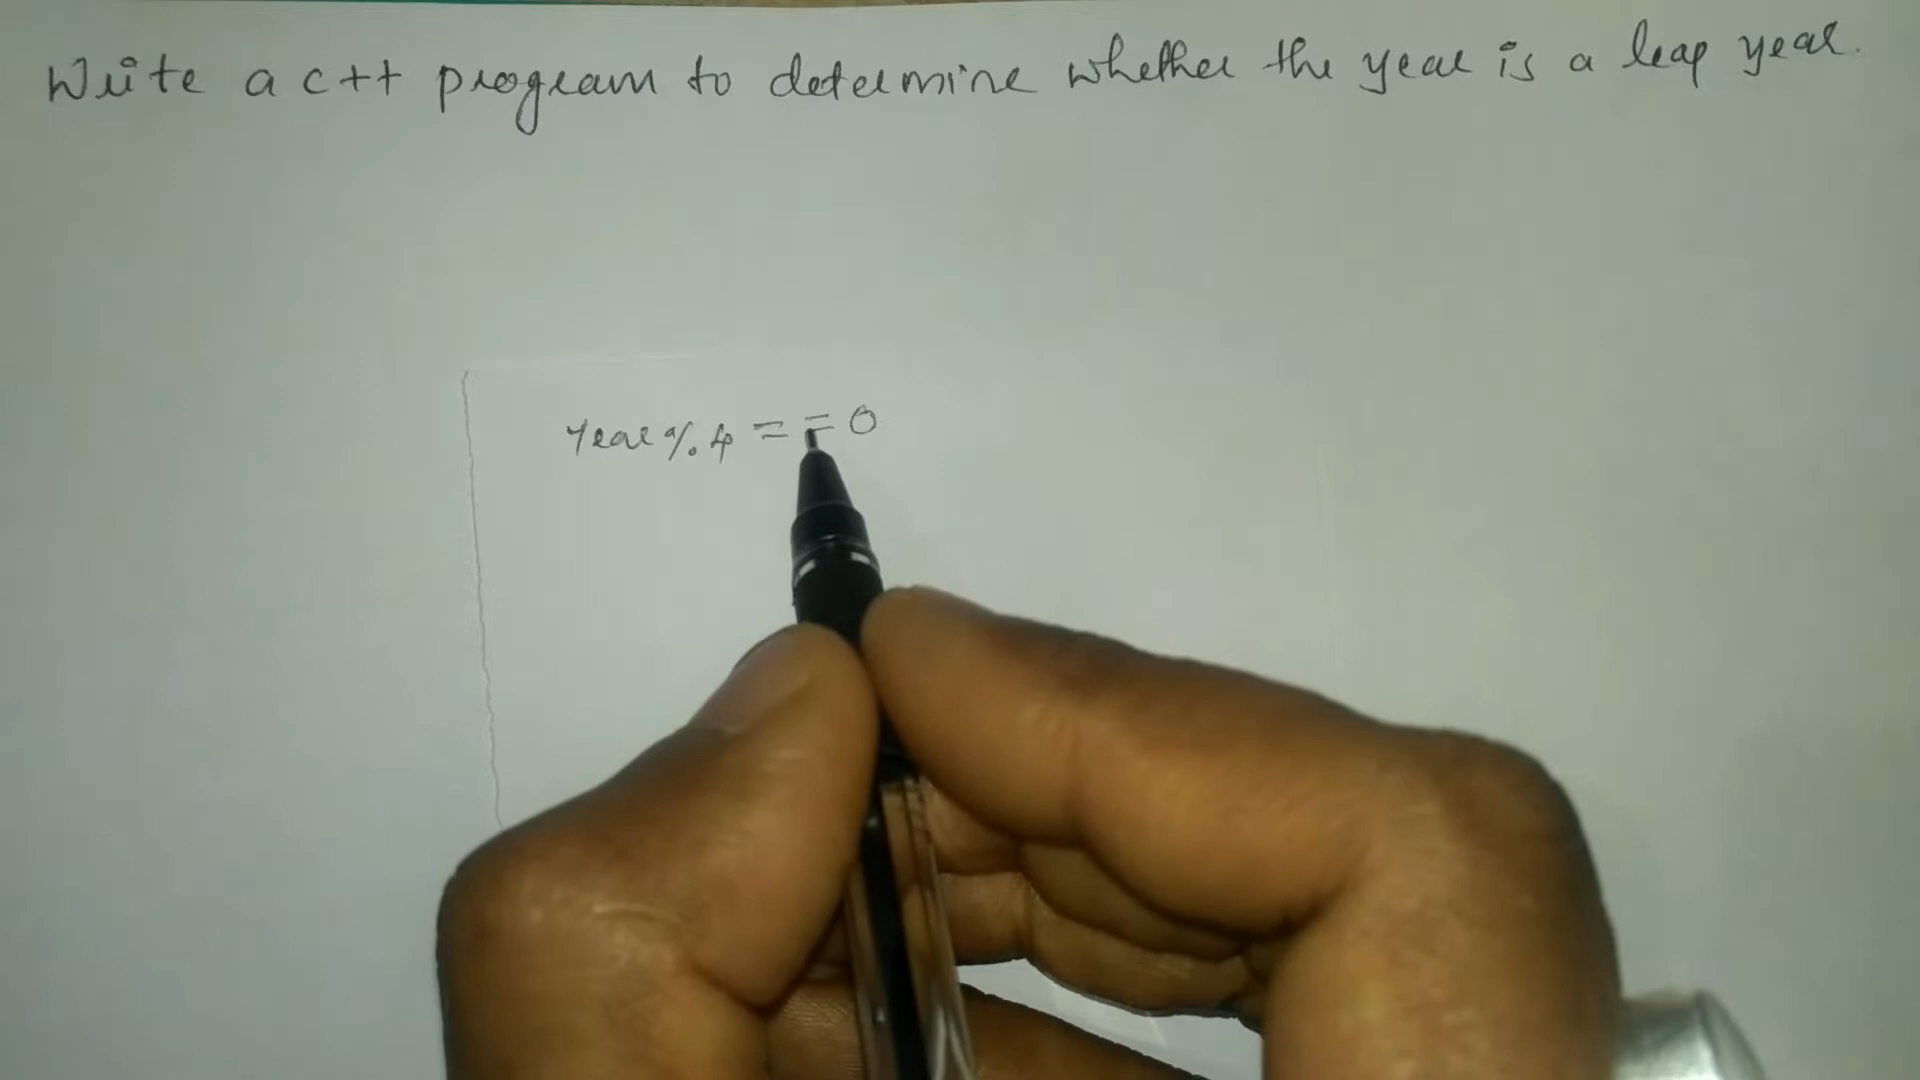 Write a c++ program to determine whether the year is a leap year.
Year % 4 = = 0